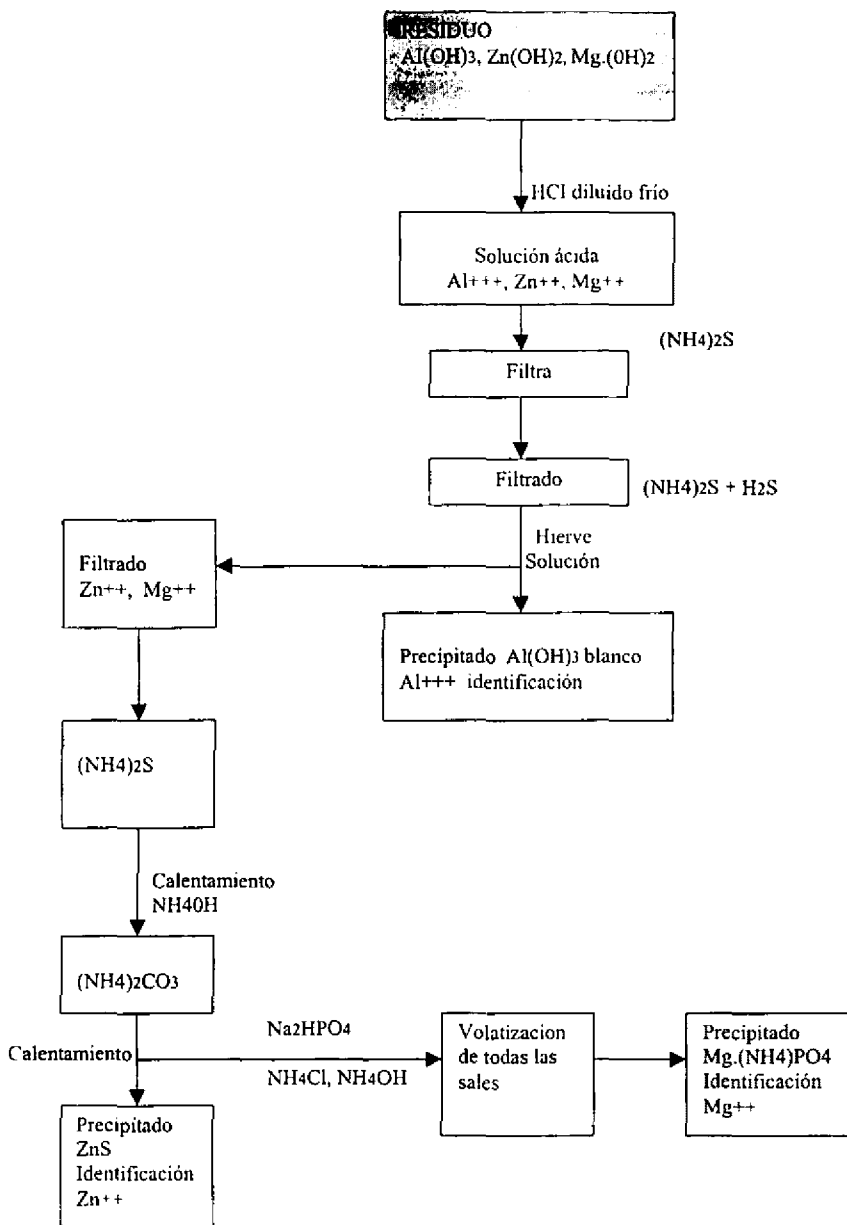 RESIDUO
Al(OH)3, Zn(OH)2, Mg.(0H)2
HCl diluido frío
Solución ácida
Al+++, Zn++, Mg++
(NH4)2S
Filtra
Filtrado
(NH4)2S + H2S
Hierve
Solución
Filtrado
Zn++, Mg++
Precipitado Al(OH)3 blanco
Al+++ identificación
(NH4)2S
Calentamiento
NH40H
(NH4)2CO3
Calentamiento
Na2HPO4
NH4Cl, NH4OH
Volatizacion
de todas las
sales
Precipitado
Mg.(NH4)PO4
Identificación
Mg++
Precipitado
ZnS
Identificación
Zn++